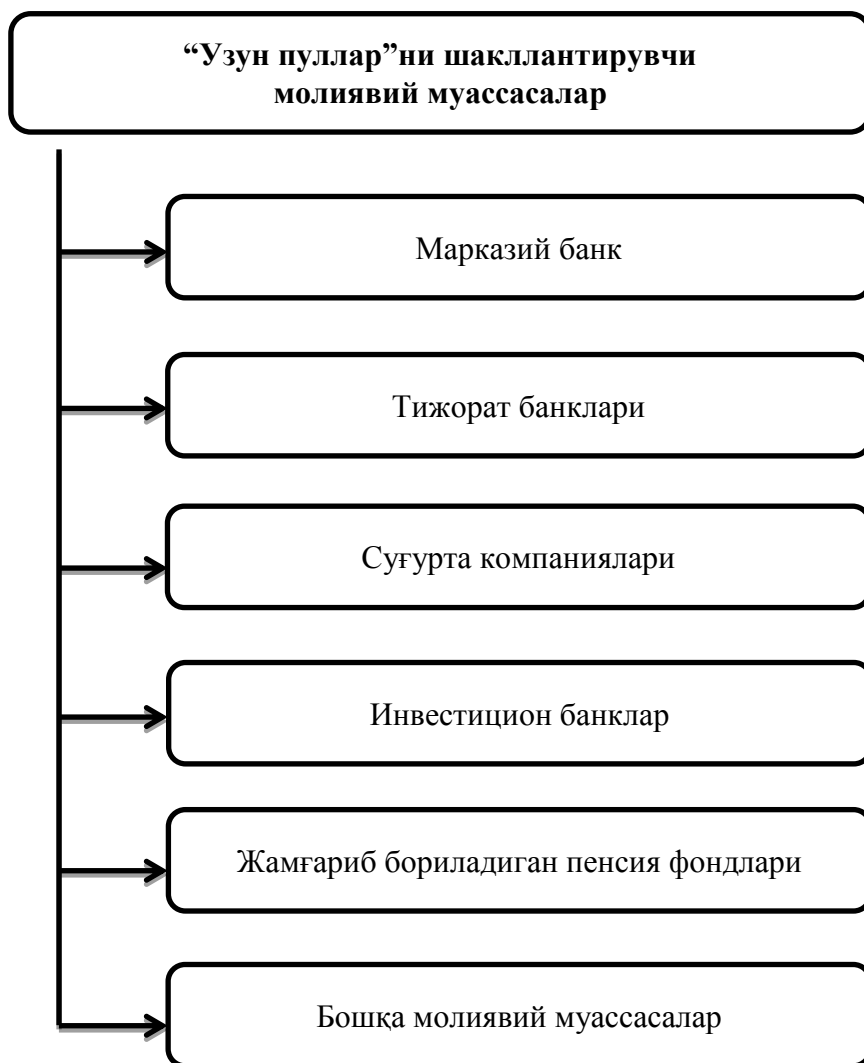 “Узун пуллар”ни шакллантирувчи
молиявий муассасалар
Марказий банк
Тижорат банклари
Суғурта компаниялари
Инвестицион банклар
Жамғариб бориладиган пенсия фондлари
Бошқа молиявий муассасалар